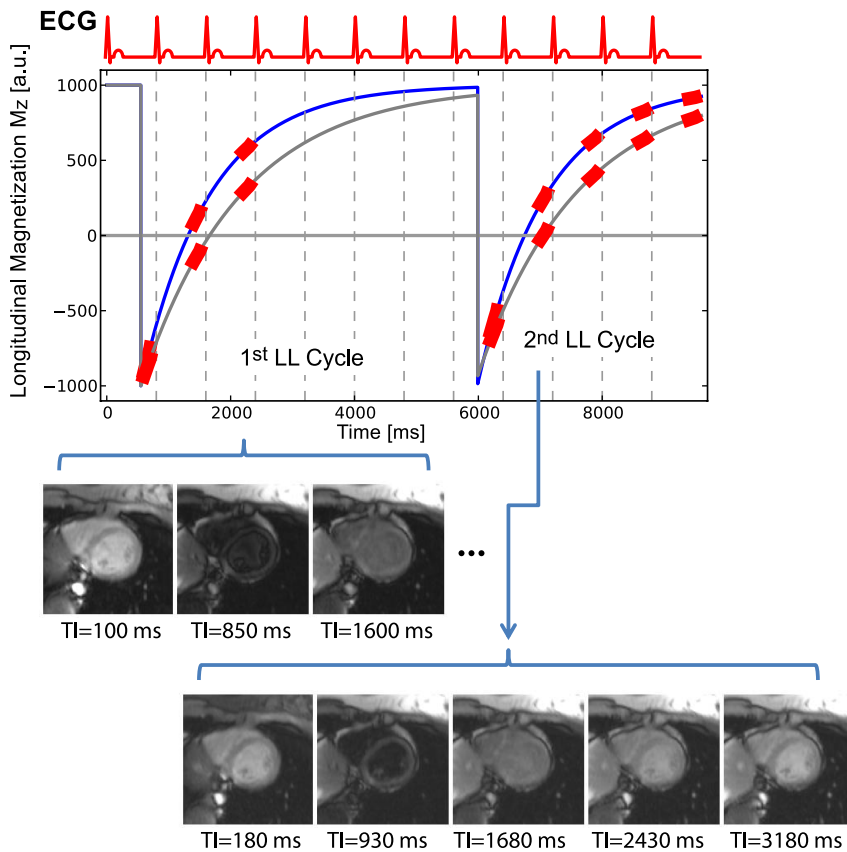 ECG
Longitudinal Magnetization Mz [a.u.]
1000
500
0
−500
−1000
1st LL Cycle
2nd LL Cycle
0
2000
4000
6000
8000
Time [ms]
...
TI=100 ms
TI=850 ms
TI=1600 ms
TI=180 ms
TI=930 ms
TI=1680 ms
TI=2430 ms
TI=3180 ms